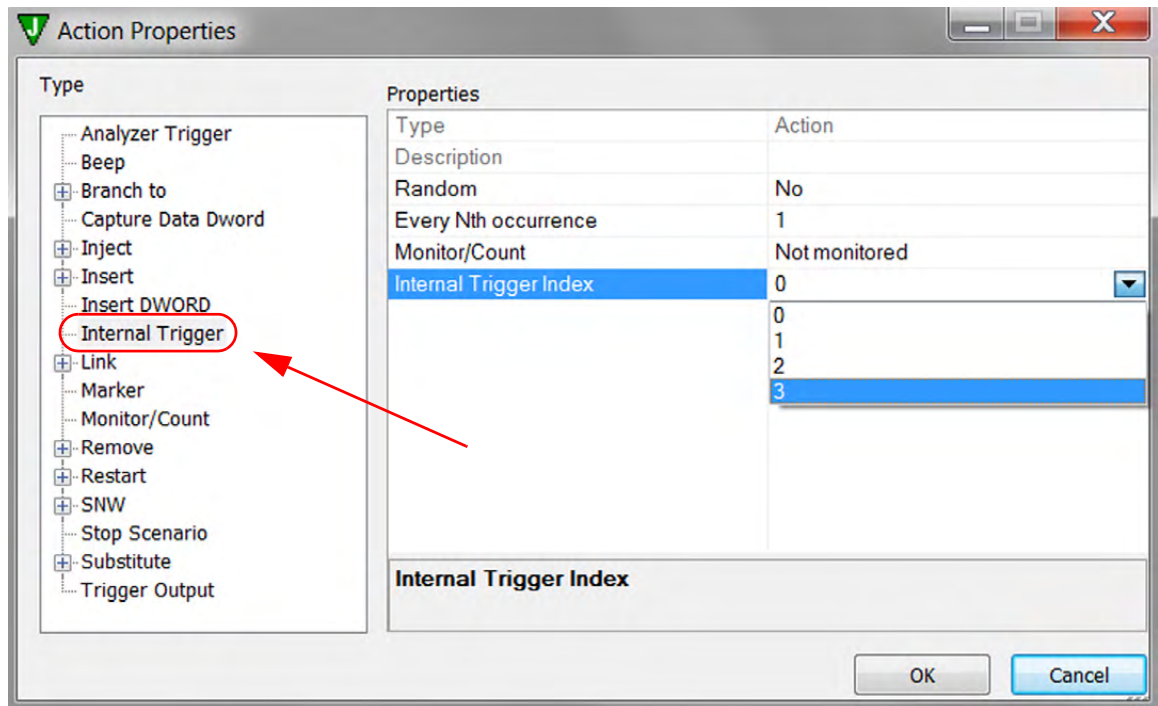 Action Properties
Type
Analyzer Trigger
Beep
Branch to
Capture Data Dword
Inject
Insert
Insert DWORD
Internal Trigger
Link
Marker
Monitor/Count
Remove
Restart
SNW
Stop Scenario
Substitute
Trigger Output
Properties
Type Action
Description
Random No
Every Nth occurrence 1
Monitor/Count Not monitored
Internal Trigger Index 0
0
1
2
3
Internal Trigger Index
OK Cancel